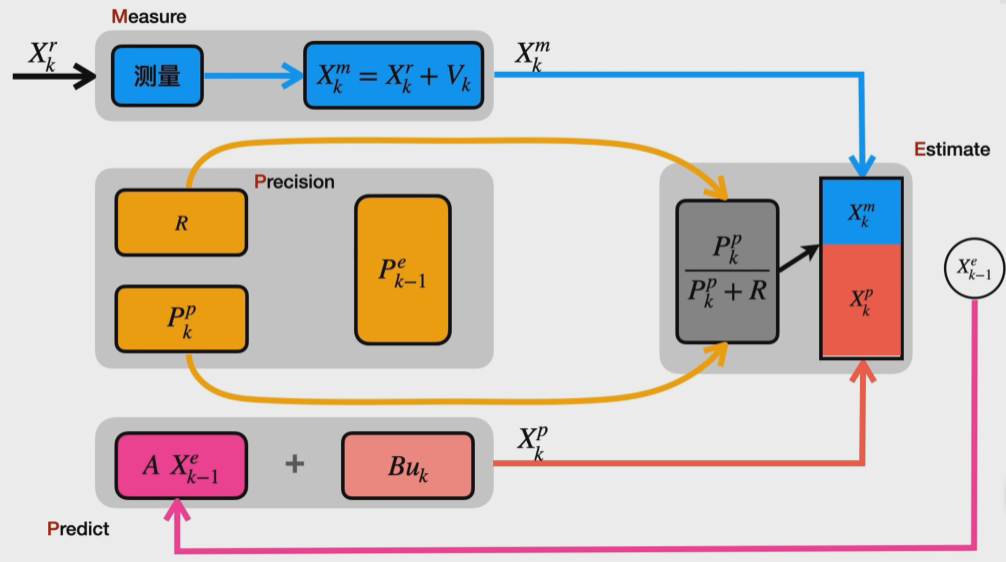 Measure
X_k^r
测量
X_k^m = X_k^r + V_k
X_k^m
Estimate
Precision
R
P_{k-1}^e
P_k^p
P_k^p
P_k^p + R
X_k^m
X_k^p
X_{k-1}^e
A X_{k-1}^e
+
Bu_k
X_k^p
Predict